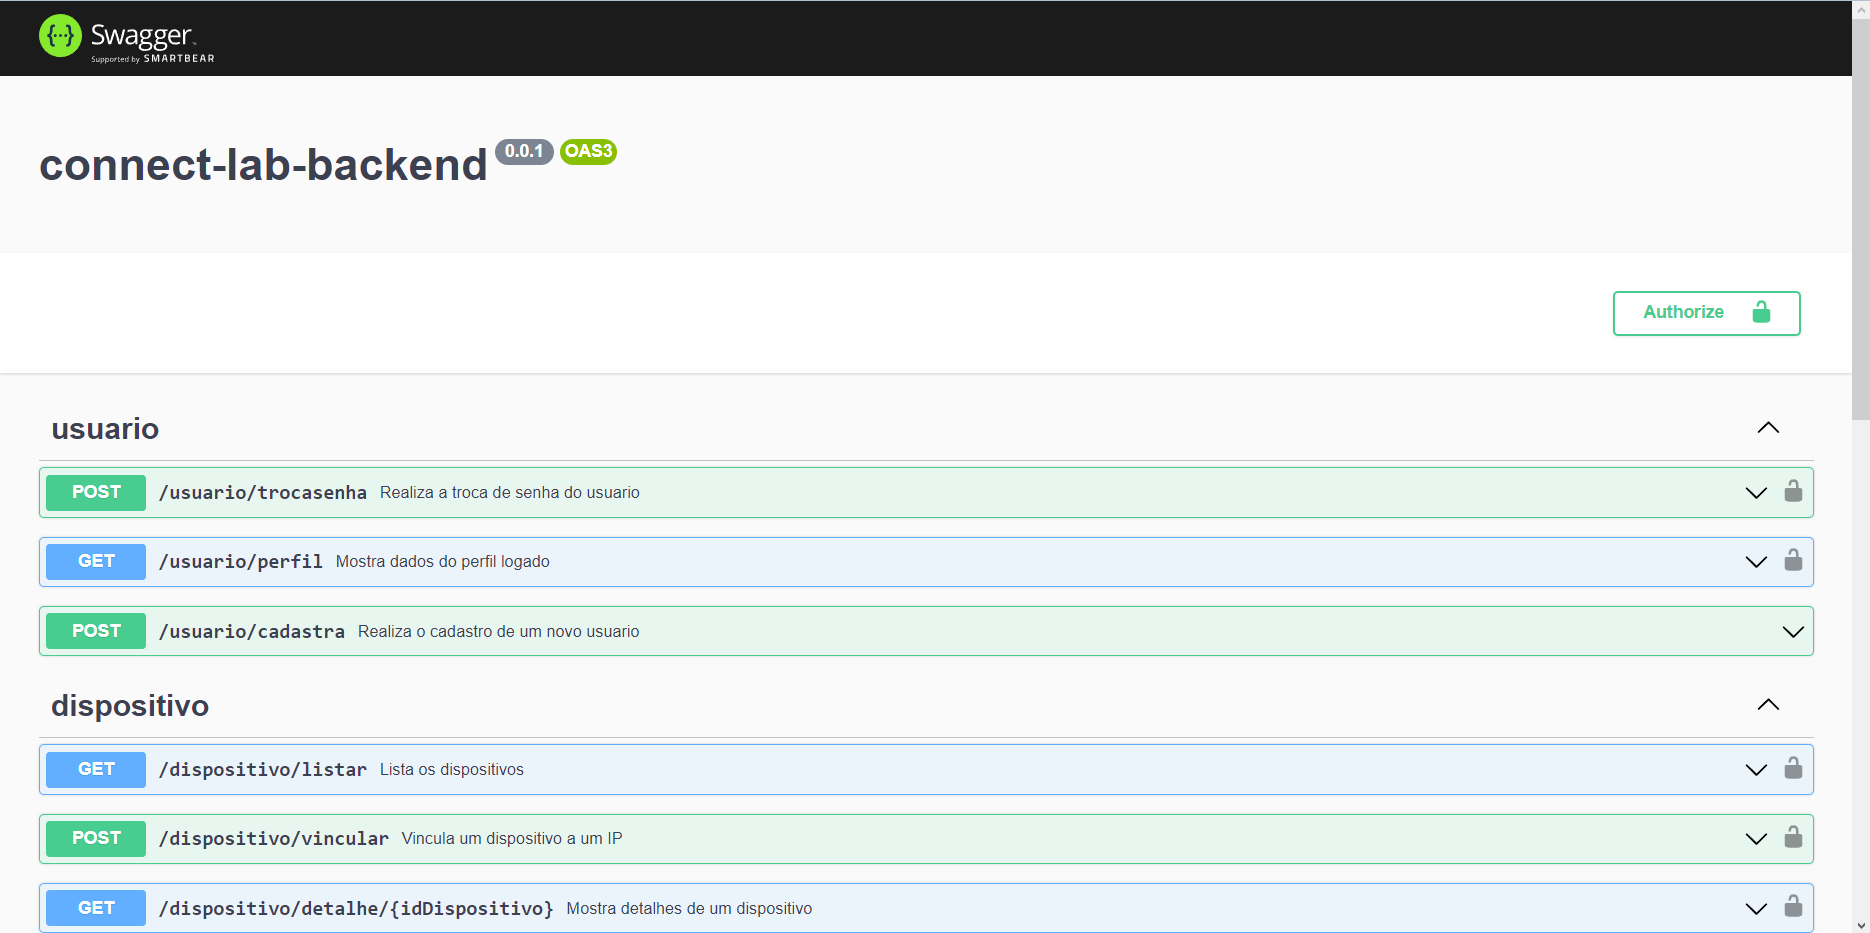 {···} Swagger
Supported by SMARTBEAR
connect-lab-backend 0.0.1 OAS3
Authorize
usuario
POST /usuario/trocasenha Realiza a troca de senha do usuario
GET /usuario/perfil Mostra dados do perfil logado
POST /usuario/cadastra Realiza o cadastro de um novo usuario
dispositivo
GET /dispositivo/listar Lista os dispositivos
POST /dispositivo/vincular Vincula um dispositivo a um IP
GET /dispositivo/detalhe/{idDispositivo} Mostra detalhes de um dispositivo